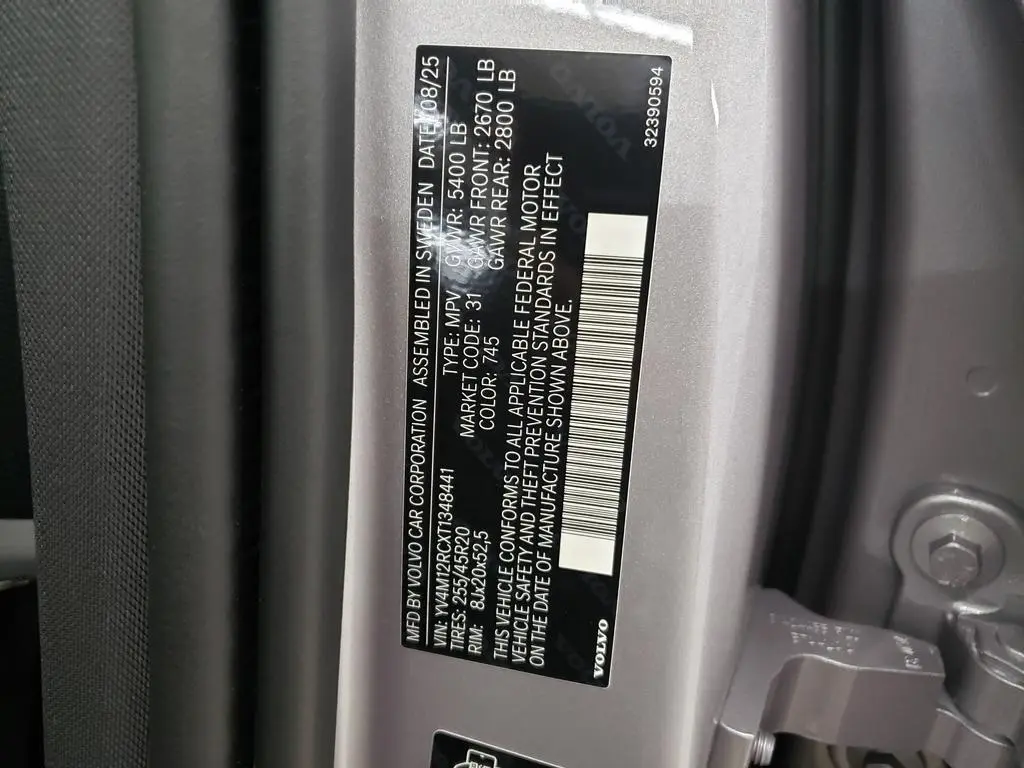 MFD BY VOLVO CAR CORPORATION ASSEMBLED IN SWEDEN DATE: 08/25
VIN: YV4M12RCXT1348441 TYPE: MPV GVWR: 5400 LB
TIRES: 255/45R20 MARKET CODE: 31 GAWR FRONT: 2670 LB
RIM: 8Jx20x52,5 COLOR: 745 GAWR REAR: 2800 LB
THIS VEHICLE CONFORMS TO ALL APPLICABLE FEDERAL MOTOR
VEHICLE SAFETY AND THEFT PREVENTION STANDARDS IN EFFECT
ON THE DATE OF MANUFACTURE SHOWN ABOVE.
VOLVO
32390594